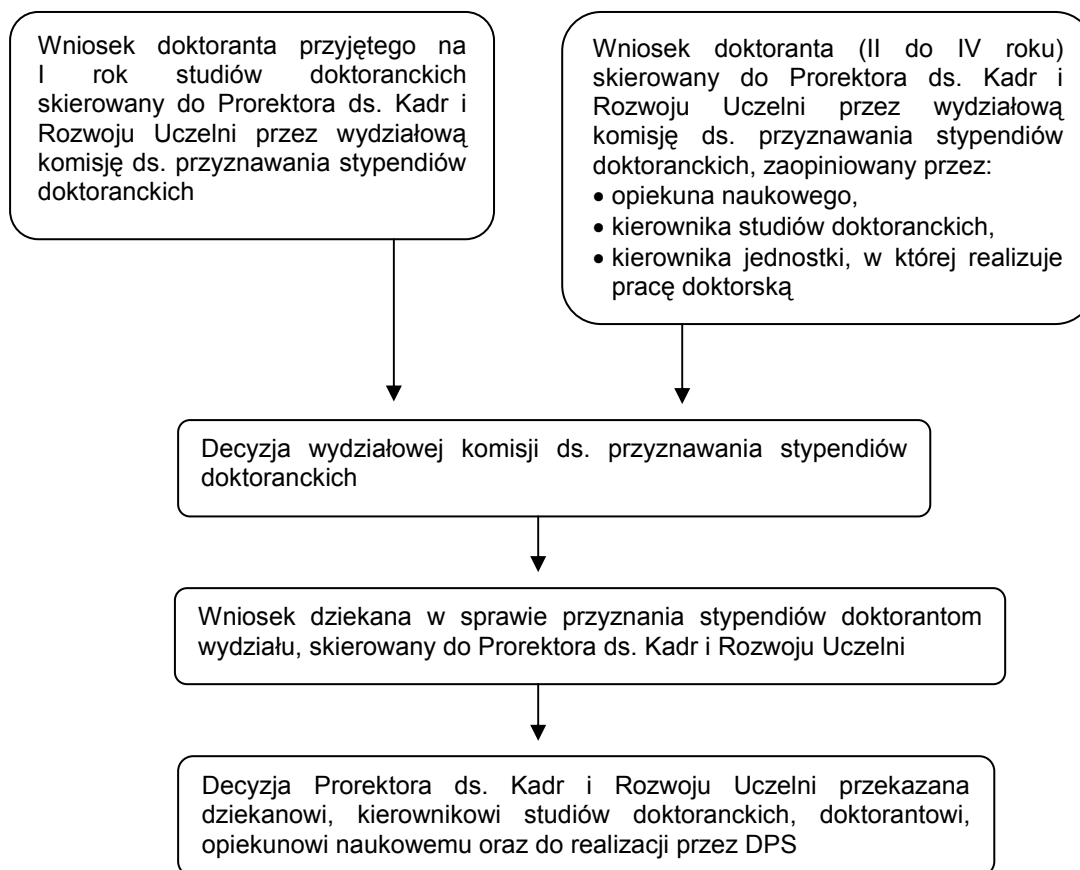 Wniosek doktoranta przyjętego na
I rok studiów doktoranckich
skierowany do Prorektora ds. Kadr i
Rozwoju Uczelni przez wydziałową
komisję ds. przyznawania stypendiów
doktoranckich
Wniosek doktoranta (II do IV roku)
skierowany do Prorektora ds. Kadr i
Rozwoju Uczelni przez wydziałową
komisję ds. przyznawania stypendiów
doktoranckich, zaopiniowany przez:
• opiekuna naukowego,
• kierownika studiów doktoranckich,
• kierownika jednostki, w której realizuje
pracę doktorską
Decyzja wydziałowej komisji ds. przyznawania stypendiów
doktoranckich
Wniosek dziekana w sprawie przyznania stypendiów doktorantom
wydziału, skierowany do Prorektora ds. Kadr i Rozwoju Uczelni
Decyzja Prorektora ds. Kadr i Rozwoju Uczelni przekazana
dziekanowi, kierownikowi studiów doktoranckich, doktorantowi,
opiekunowi naukowemu oraz do realizacji przez DPS